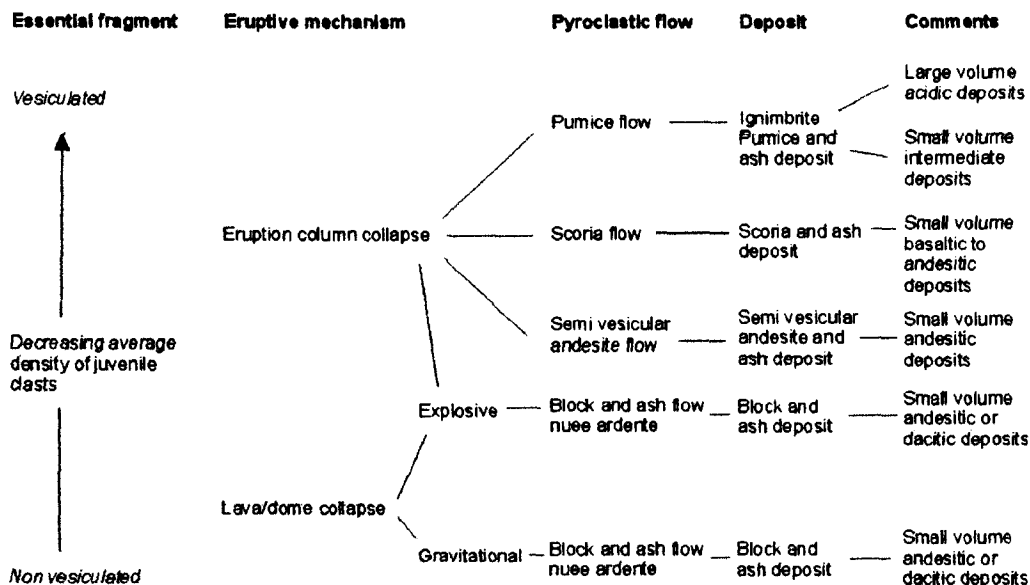 Essential fragment
Eruptive mechanism
Pyroclastic flow
Deposit
Comments
Vesiculated
Decreasing average
density of juvenile
clasts
Non vesiculated
Eruption column collapse
Explosive
Lava/dome collapse
Gravitational
Pumice flow
Ignimbrite
Pumice and
ash deposit
Large volume
acidic deposits
Small volume
intermediate
deposits
Scoria flow
Scoria and ash
deposit
Small volume
basaltic to
andesitic
deposits
Semi vesicular
andesite flow
Semi vesicular
andesite and
ash deposit
Small volume
andesitic
deposits
Block and ash flow
nuee ardente
Block and
ash deposit
Small volume
andesitic or
dacitic deposits
Block and ash flow
nuee ardente
Block and
ash deposit
Small volume
andesitic or
dacitic deposits